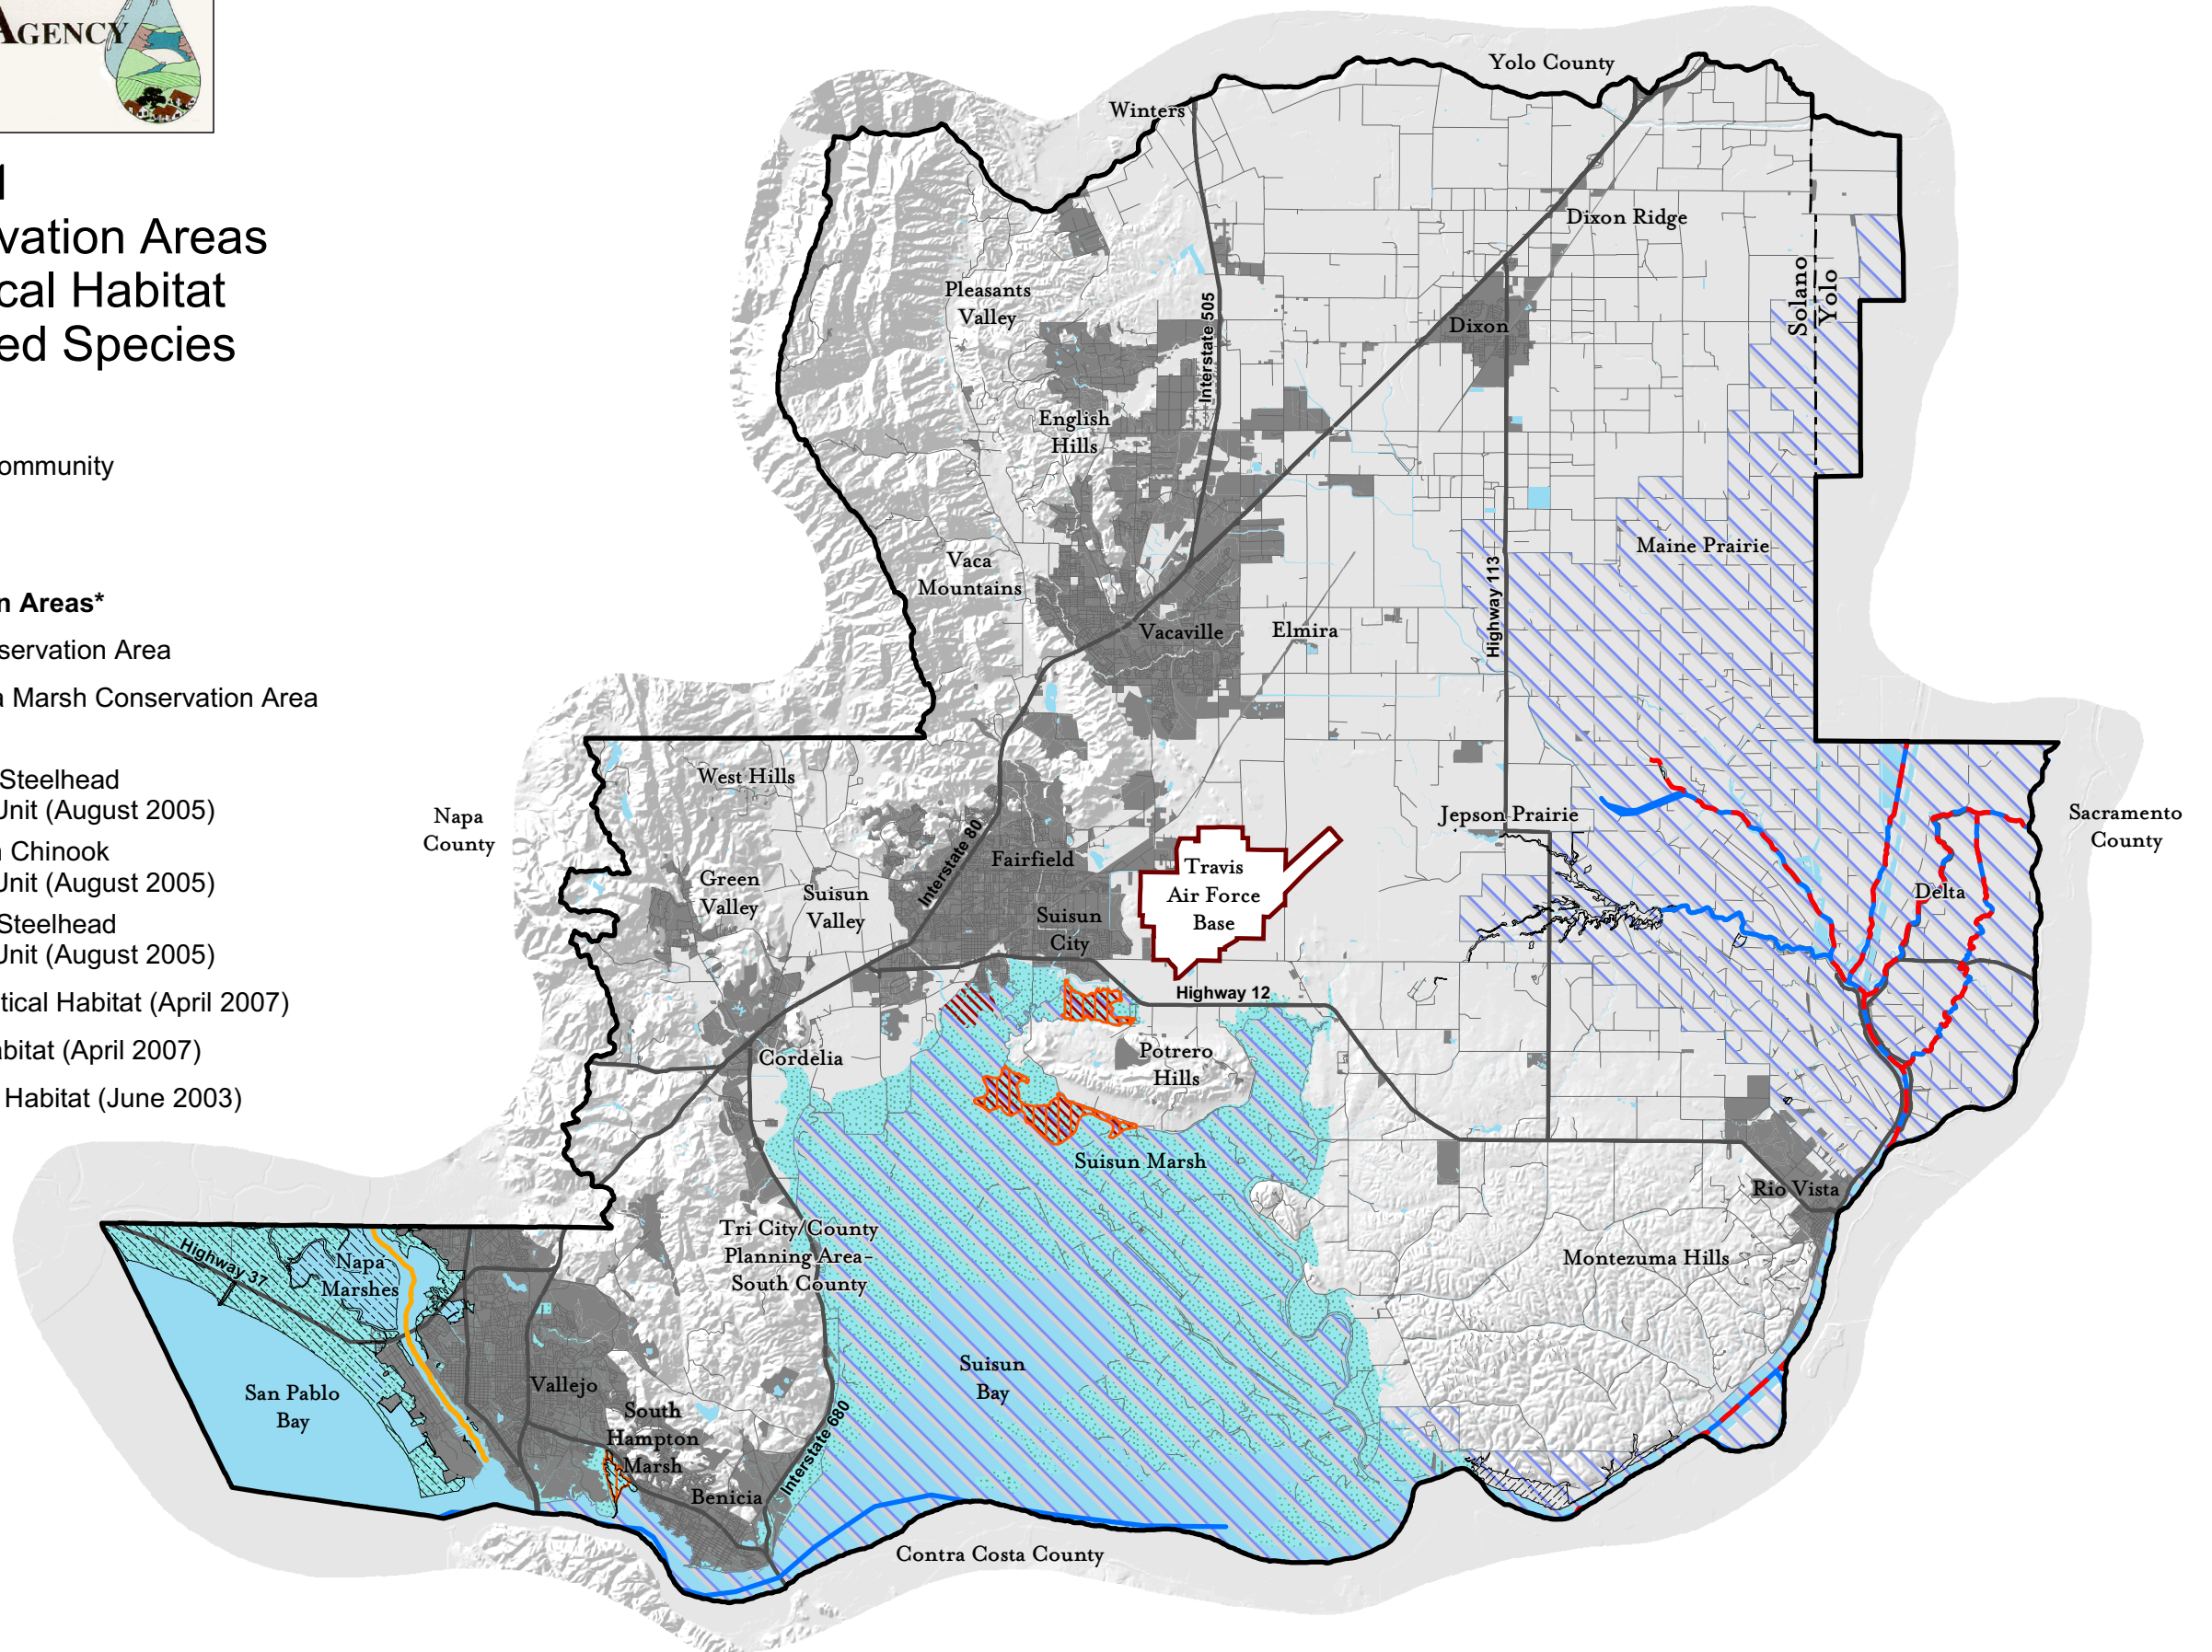 AGENCY
vation Areas
cal Habitat
ed Species
ommunity
n Areas*
servation Area
a Marsh Conservation Area
Steelhead
Unit (August 2005)
n Chinook
Unit (August 2005)
Steelhead
Unit (August 2005)
tical Habitat (April 2007)
abitat (April 2007)
Habitat (June 2003)
Yolo County
Winters
Dixon Ridge
Pleasants
Valley
Solano
Yolo
Interstate 505
Dixon
English
Hills
Maine Prairie
Vaca
Mountains
Highway 113
Vacaville
Elmira
West Hills
Napa
County
Jepson Prairie
Sacramento
County
Interstate 80
Fairfield
Travis
Air Force
Base
Green
Valley
Suisun
Valley
Suisun
City
Delta
Highway 12
Cordelia
Potrero
Hills
Suisun Marsh
Rio Vista
Tri City/County
Planning Area-
South County
Montezuma Hills
Highway 37
Napa
Marshes
Suisun
Bay
San Pablo
Bay
Vallejo
South
Hampton
Marsh
Interstate 680
Benicia
Contra Costa County